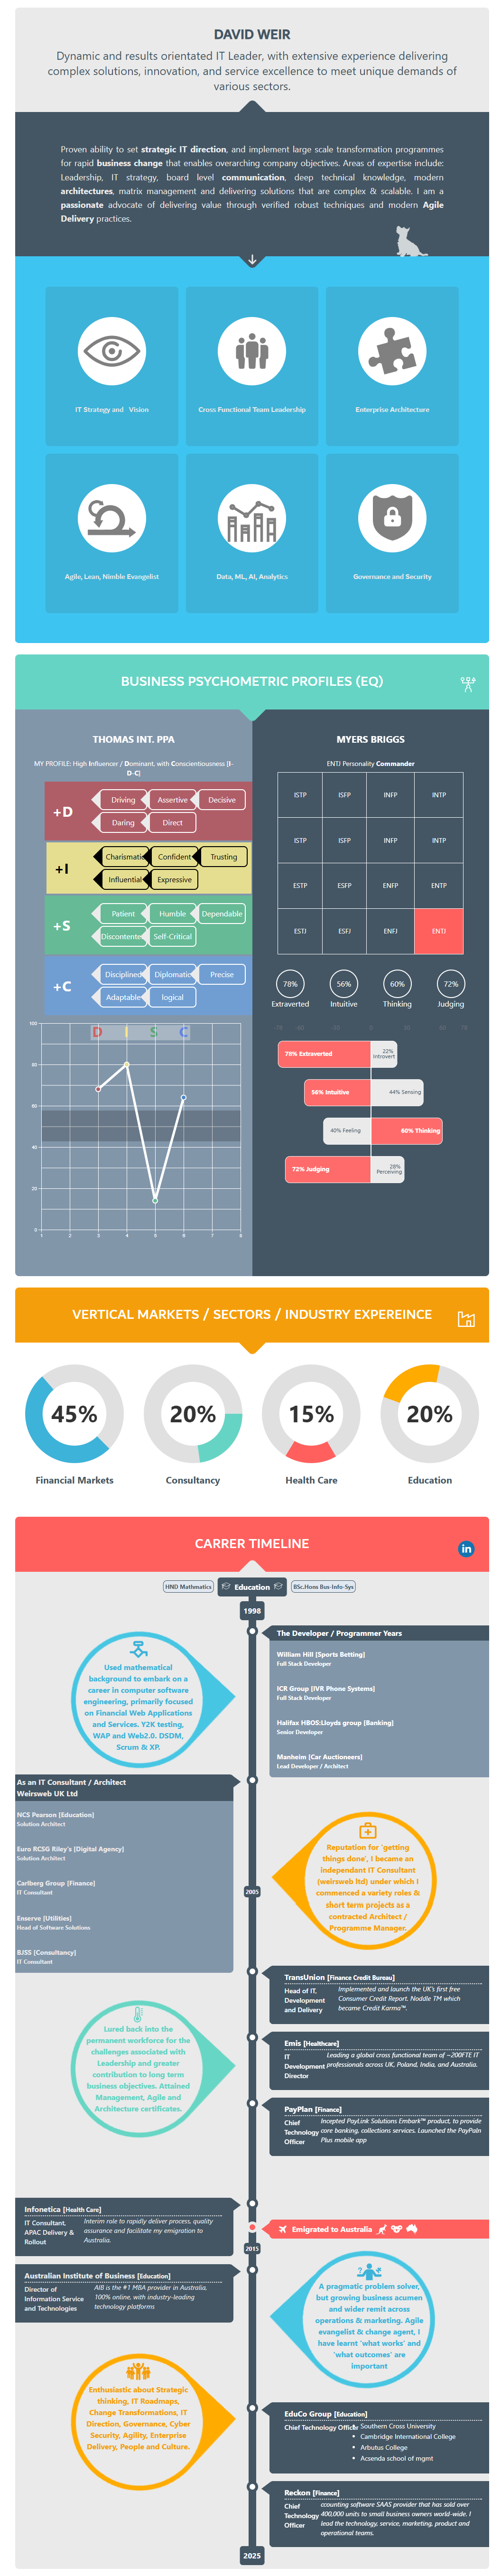 DAVID WEIR
Dynamic and results orientated IT Leader, with extensive experience delivering
complex solutions, innovation, and service excellence to meet unique demands of
various sectors.
Proven ability to set strategic IT direction, and implement large scale transformation programmes
for rapid business change that enables overarching company objectives. Areas of expertise include:
Leadership, IT strategy, board level communication, deep technical knowledge, modern
architectures, matrix management and delivering solutions that are complex & scalable. I am a
passionate advocate of delivering value through verified robust techniques and modern Agile
Delivery practices.
IT Strategy and Vision
Cross Functional Team Leadership
Enterprise Architecture
Agile, Lean, Nimble Evangelist
Data, ML, AI, Analytics
Governance and Security
BUSINESS PSYCHOMETRIC PROFILES (EQ)
THOMAS INT. PPA
MY PROFILE: High Influencer / Dominant, with Conscientiousness [I-
D-C]
+D
Driving Assertive Decisive
Daring Direct
+I
Charismatic Confident Trusting
Influential Expressive
+S
Patient Humble Dependable
Discontented Self-Critical
+C
Disciplined Diplomatic Precise
Adaptable logical
D I S C
100
80
60
40
20
0
1 2 3 4 5 6 7 8
MYERS BRIGGS
ENTJ Personality Commander
ISTP ISFP INFP INTP
ISTP ISFP INFP INTP
ESTP ESFP ENFP ENTP
ESTJ ESFJ ENFJ ENTJ
78% 56% 60% 72%
Extraverted Intuitive Thinking Judging
78% Extraverted
22%
Introvert
56% Intuitive
44% Sensing
40% Feeling
60% Thinking
72% Judging
28%
Perceiving
VERTICAL MARKETS / SECTORS / INDUSTRY EXPEREINCE
45% 20% 15% 20%
Financial Markets Consultancy Health Care Education
CARRER TIMELINE
in
HND Mathmatics Education BSc.Hons Bus-Info-Sys
1998
The Developer / Programmer Years
William Hill [Sports Betting]
Full Stack Developer
ICR Group [IVR Phone Systems]
Full Stack Developer
Halifax HBOS:Lloyds group [Banking]
Senior Developer
Manheim [Car Auctioneers]
Lead Developer / Architect
Used mathematical
background to embark on a
career in computer software
engineering, primarily focused
on Financial Web Applications
and Services. Y2K testing,
WAP and Web2.0. DSDM,
Scrum & XP.
As an IT Consultant / Architect
Weirsweb UK Ltd
NCS Pearson [Education]
Solution Architect
Euro RCSG Riley's [Digital Agency]
Solution Architect
Carlberg Group [Finance]
IT Consultant
Enserve [Utilities]
Head of Software Solutions
BJSS [Consultancy]
IT Consultant
Reputation for 'getting
things done', I became an
independant IT Consultant
(weirsweb ltd) under which I
commenced a variety roles &
short term projects as a
contracted Architect /
Programme Manager.
2005
TransUnion [Finance Credit Bureau]
Head of IT,
Development
and Delivery
Implemented and launch the UK's first free
Consumer Credit Report. Noddle TM which
became Credit Karma™.
Lured back into the
permanent workforce for the
challenges associated with
Leadership and greater
contribution to long term
business objectives. Attained
Management, Agile and
Architecture certificates.
Emis [Healthcare]
IT
Development
Director
Leading a global cross functional team of ~200FTE IT
professionals across UK, Poland, India, and Australia.
PayPlan [Finance]
Chief
Technology
Officer
Incepted PayLink Solutions Embark™ product, to provide
core banking, collections services. Launched the PayPaln
Plus mobile app
Infonetica [Health Care]
IT Consultant,
APAC Delivery &
Rollout
Interim role to rapidly deliver process, quality
assurance and facilitate my emigration to
Australia.
Emigrated to Australia
2015
Australian Institute of Business [Education]
Director of
Information Service
and Technologies
AIB is the #1 MBA provider in Australia.
100% online, with industry-leading
technology platforms
A pragmatic problem solver,
but growing business acumen
and wider remit across
operations & marketing. Agile
evangelist & change agent, I
have learnt 'what works' and
'what outcomes' are
important
Enthusiastic about Strategic
thinking, IT Roadmaps,
Change Transformations, IT
Direction, Governance, Cyber
Security, Agility, Enterprise
Delivery, People and Culture.
EduCo Group [Education]
Chief Technology Officer
Southern Cross University
Cambridge International College
Arbutus College
Acsenda school of mgmt
Reckon [Finance]
Chief
Technology
Officer
ccounting software SAAS provider that has sold over
400,000 units to small business owners world-wide. I
lead the technology, service, marketing, product and
operational teams.
2025